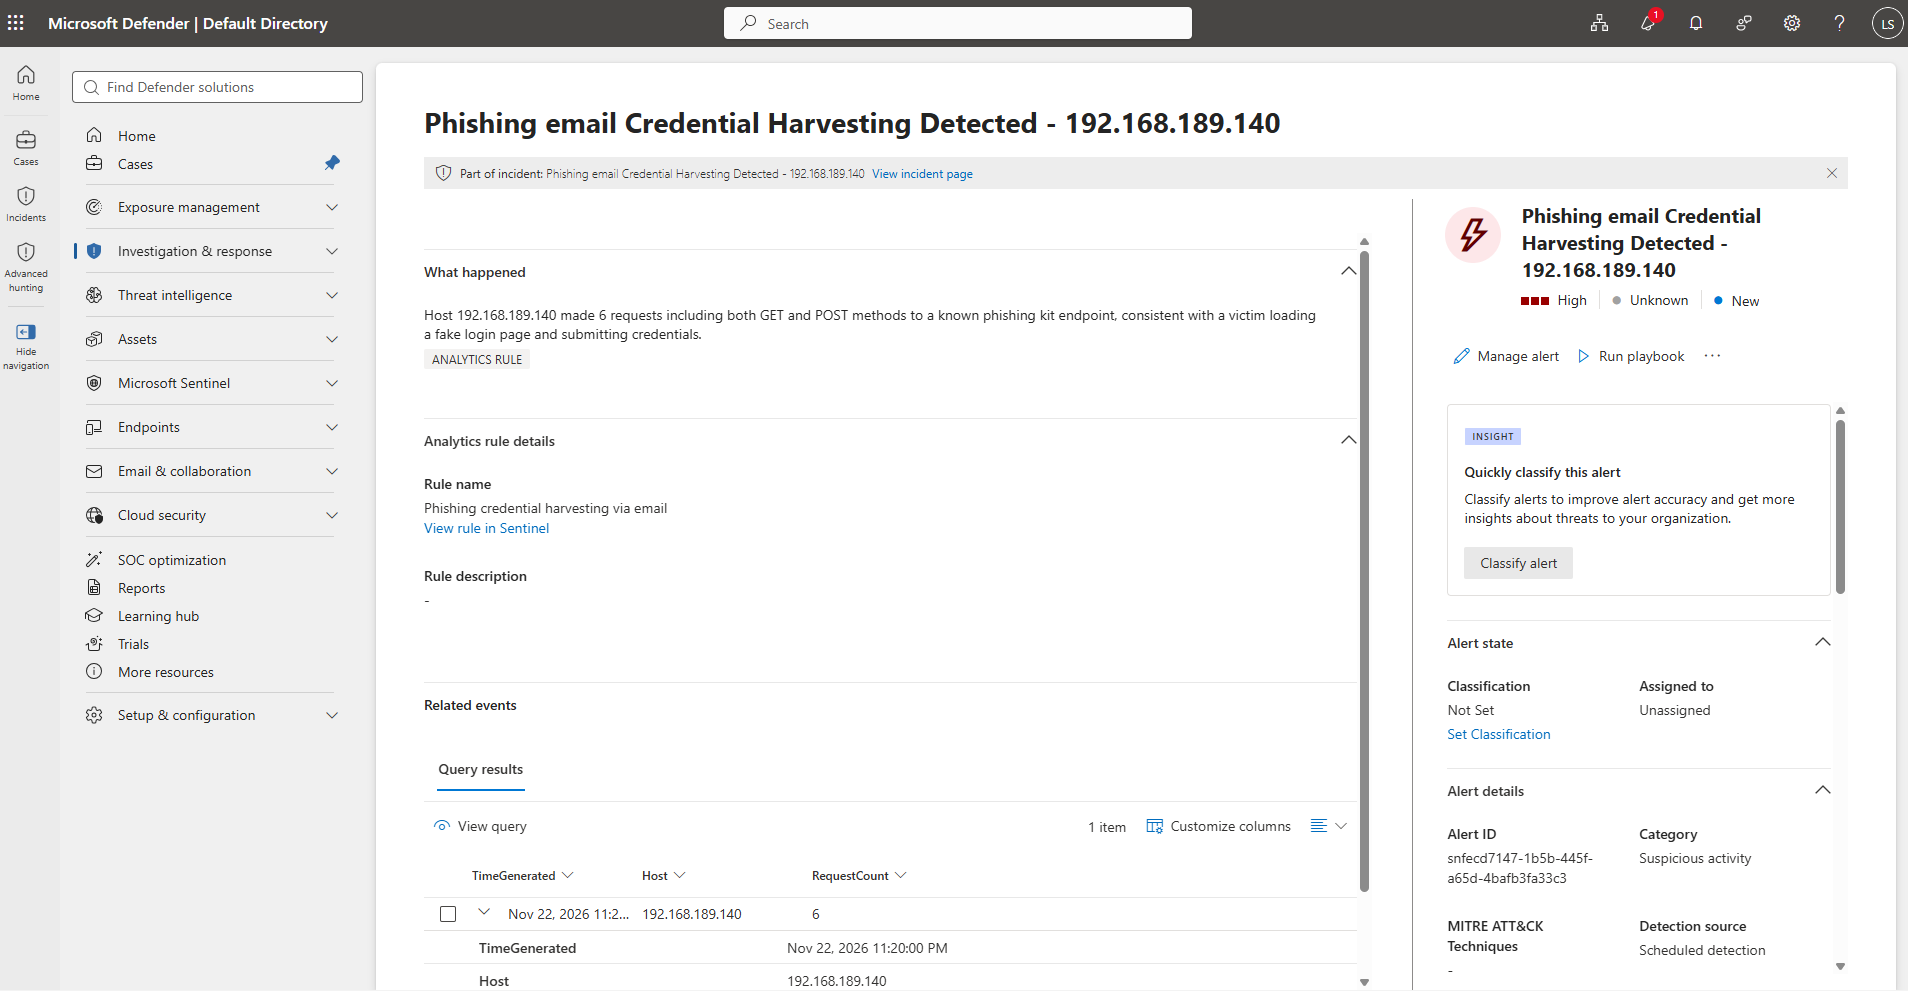 Microsoft Defender | Default Directory
Search
1
LS
Home
Cases
Incidents
Advanced
hunting
Hide
navigation
Find Defender solutions
Home
Cases
Exposure management
Investigation & response
Threat intelligence
Assets
Microsoft Sentinel
Endpoints
Email & collaboration
Cloud security
SOC optimization
Reports
Learning hub
Trials
More resources
Setup & configuration
Phishing email Credential Harvesting Detected - 192.168.189.140
Part of incident: Phishing email Credential Harvesting Detected - 192.168.189.140 View incident page
What happened
Host 192.168.189.140 made 6 requests including both GET and POST methods to a known phishing kit endpoint, consistent with a victim loading
a fake login page and submitting credentials.
ANALYTICS RULE
Analytics rule details
Rule name
Phishing credential harvesting via email
View rule in Sentinel
Rule description
-
Related events
Query results
View query
1 item
Customize columns
TimeGenerated Host RequestCount
Nov 22, 2026 11:2... 192.168.189.140 6
TimeGenerated Nov 22, 2026 11:20:00 PM
Host 192.168.189.140
Phishing email Credential
Harvesting Detected -
192.168.189.140
High Unknown New
Manage alert Run playbook ...
INSIGHT
Quickly classify this alert
Classify alerts to improve alert accuracy and get more
insights about threats to your organization.
Classify alert
Alert state
Classification Assigned to
Not Set Unassigned
Set Classification
Alert details
Alert ID Category
snfecd7147-1b5b-445f- Suspicious activity
a65d-4bafb3fa33c3
MITRE ATT&CK Detection source
Techniques Scheduled detection
-